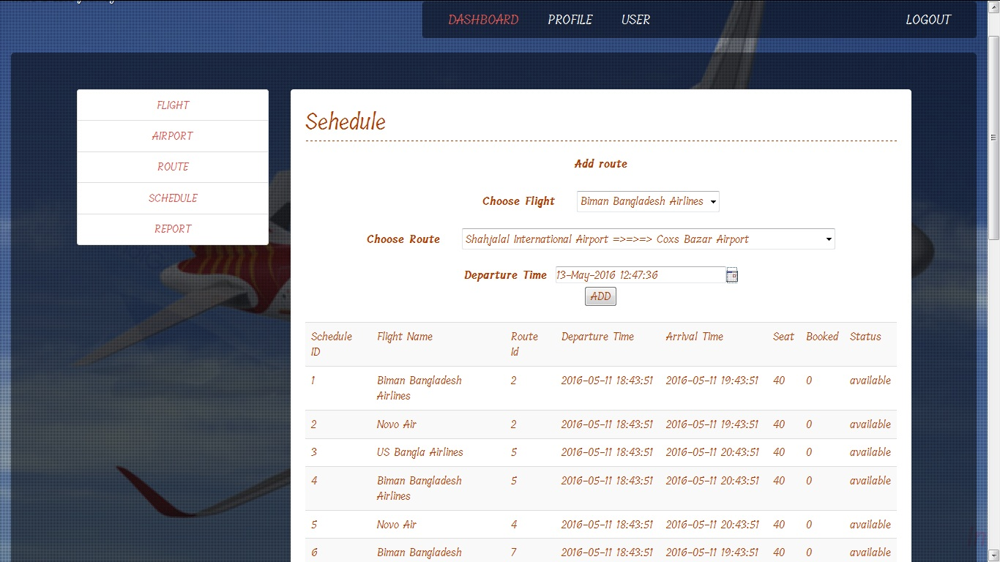 DASHBOARD PROFILE USER LOGOUT
FLIGHT
AIRPORT
ROUTE
SCHEDULE
REPORT
Sehedule
Add route
Choose Flight Biman Bangladesh Airlines
Choose Route Shahjalal International Airport =>=>=> Coxs Bazar Airport
Departure Time 13-May-2016 12:47:36
ADD
Schedule Flight Name Route Departure Time Arrival Time Seat Booked Status
ID Id
1 Biman Bangladesh 2 2016-05-11 18:43:51 2016-05-11 19:43:51 40 0 available
Airlines
2 Novo Air 2 2016-05-11 18:43:51 2016-05-11 19:43:51 40 0 available
3 US Bangla Airlines 5 2016-05-11 18:43:51 2016-05-11 20:43:51 40 0 available
4 Biman Bangladesh 5 2016-05-11 18:43:51 2016-05-11 20:43:51 40 0 available
Airlines
5 Novo Air 4 2016-05-11 18:43:51 2016-05-11 20:43:51 40 0 available
6 Biman Bangladesh 7 2016-05-11 18:43:51 2016-05-11 19:43:51 40 0 available